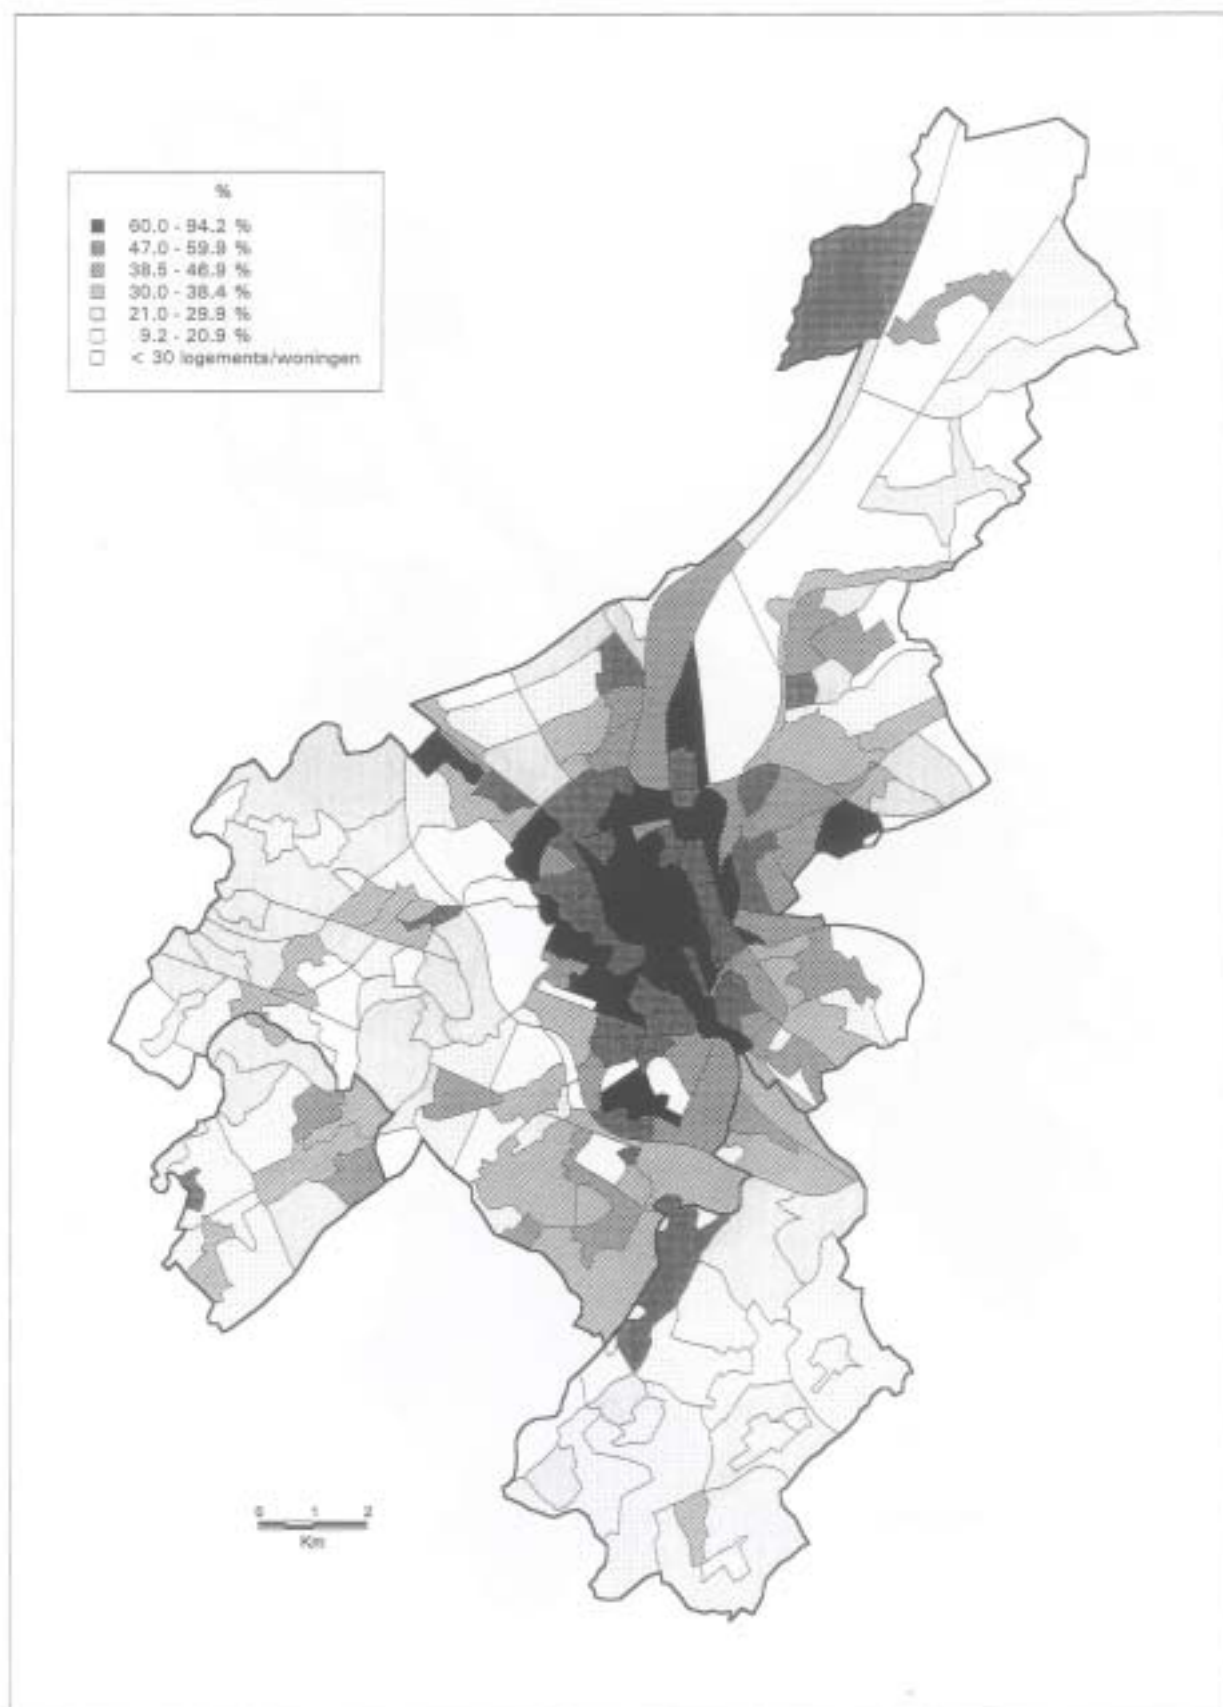 %
60.0 - 94.2 %
47.0 - 59.9 %
38.5 - 46.9 %
30.0 - 38.4 %
21.0 - 29.9 %
9.2 - 20.9 %
< 30 logements/woningen
0 1 2
Km